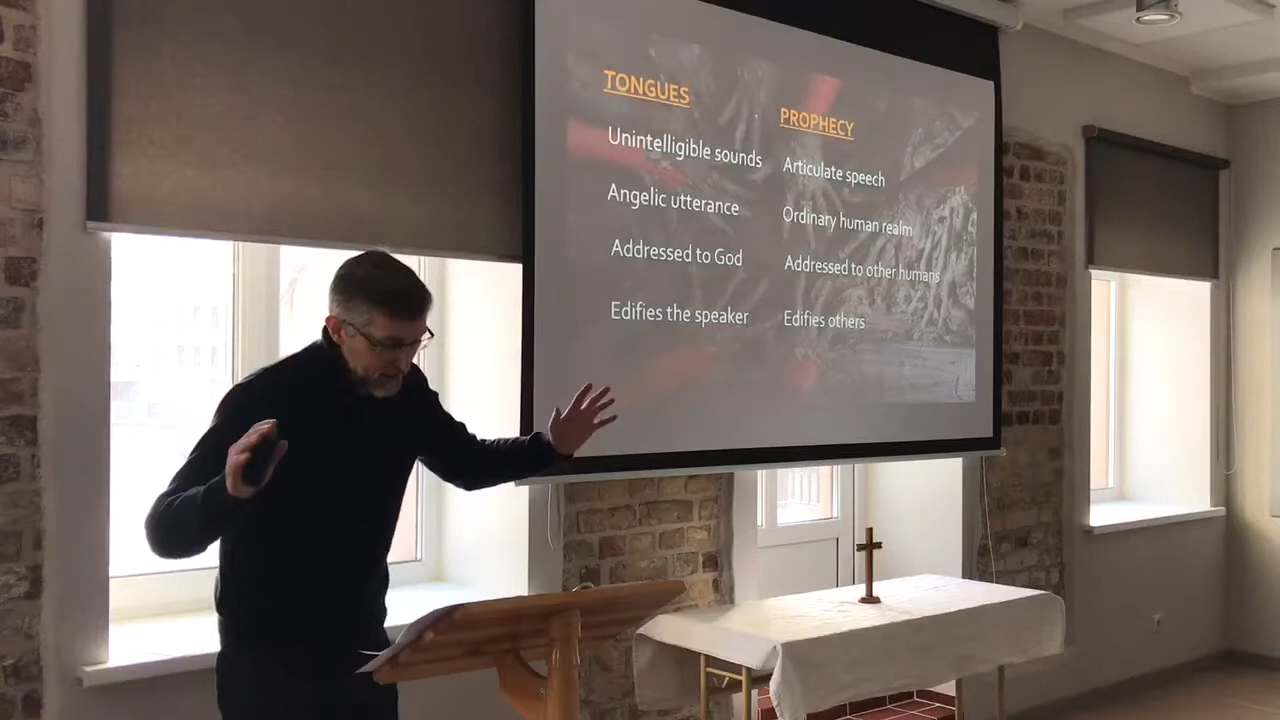 TONGUES
Unintelligible sounds
Angelic utterance
Addressed to God
Edifies the speaker
PROPHECY
Articulate speech
Ordinary human realm
Addressed to other humans
Edifies others